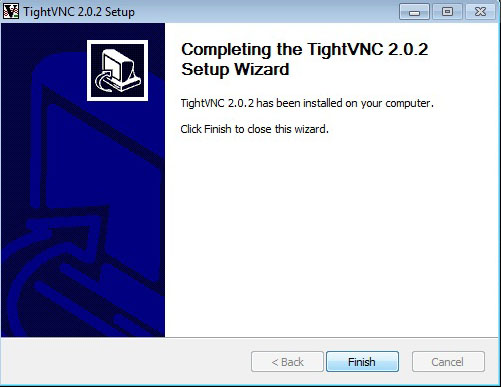 TightVNC 2.0.2 Setup
Completing the TightVNC 2.0.2
Setup Wizard
TightVNC 2.0.2 has been installed on your computer.
Click Finish to close this wizard.
< Back
Finish
Cancel